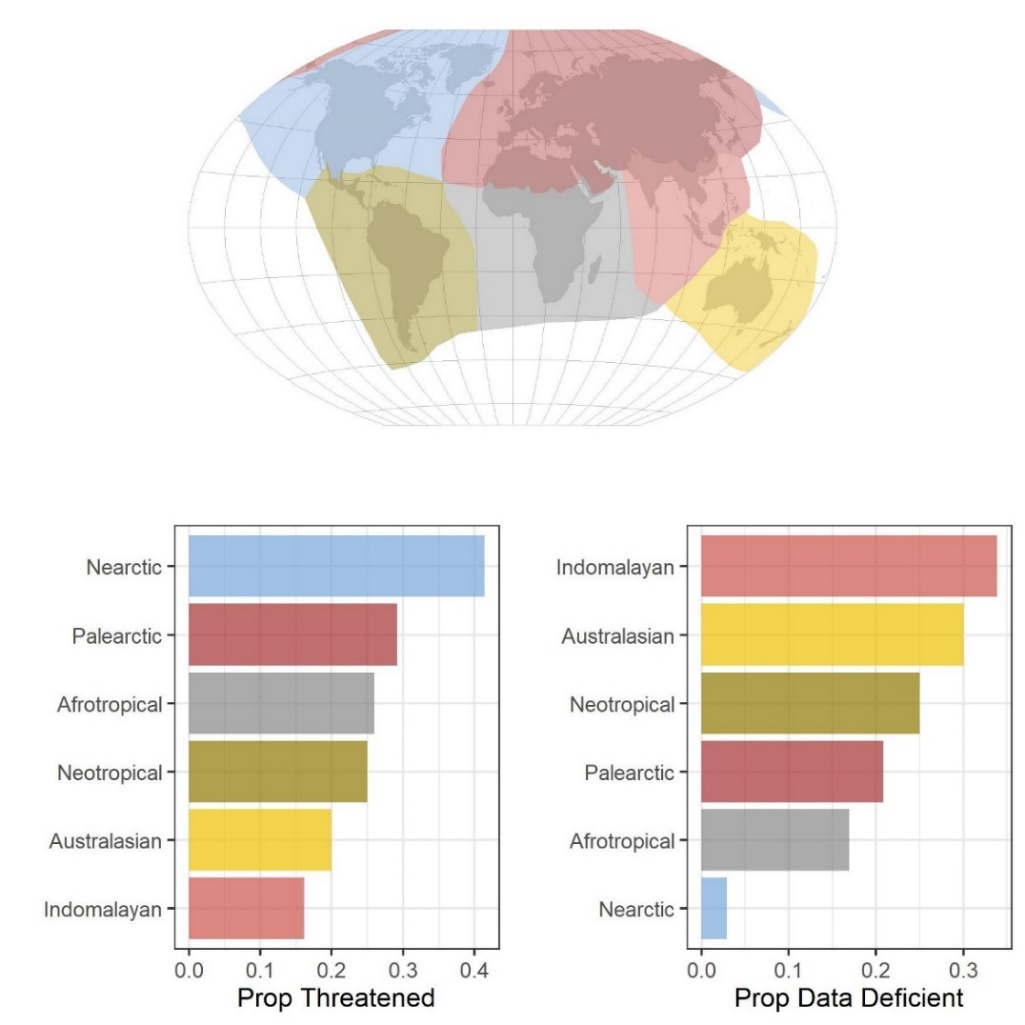 Nearctic
Palearctic
Afrotropical
Neotropical
Australasian
Indomalayan
0.0 0.1 0.2 0.3 0.4
Prop Threatened
Indomalayan
Australasian
Neotropical
Palearctic
Afrotropical
Nearctic
0.0 0.1 0.2 0.3
Prop Data Deficient